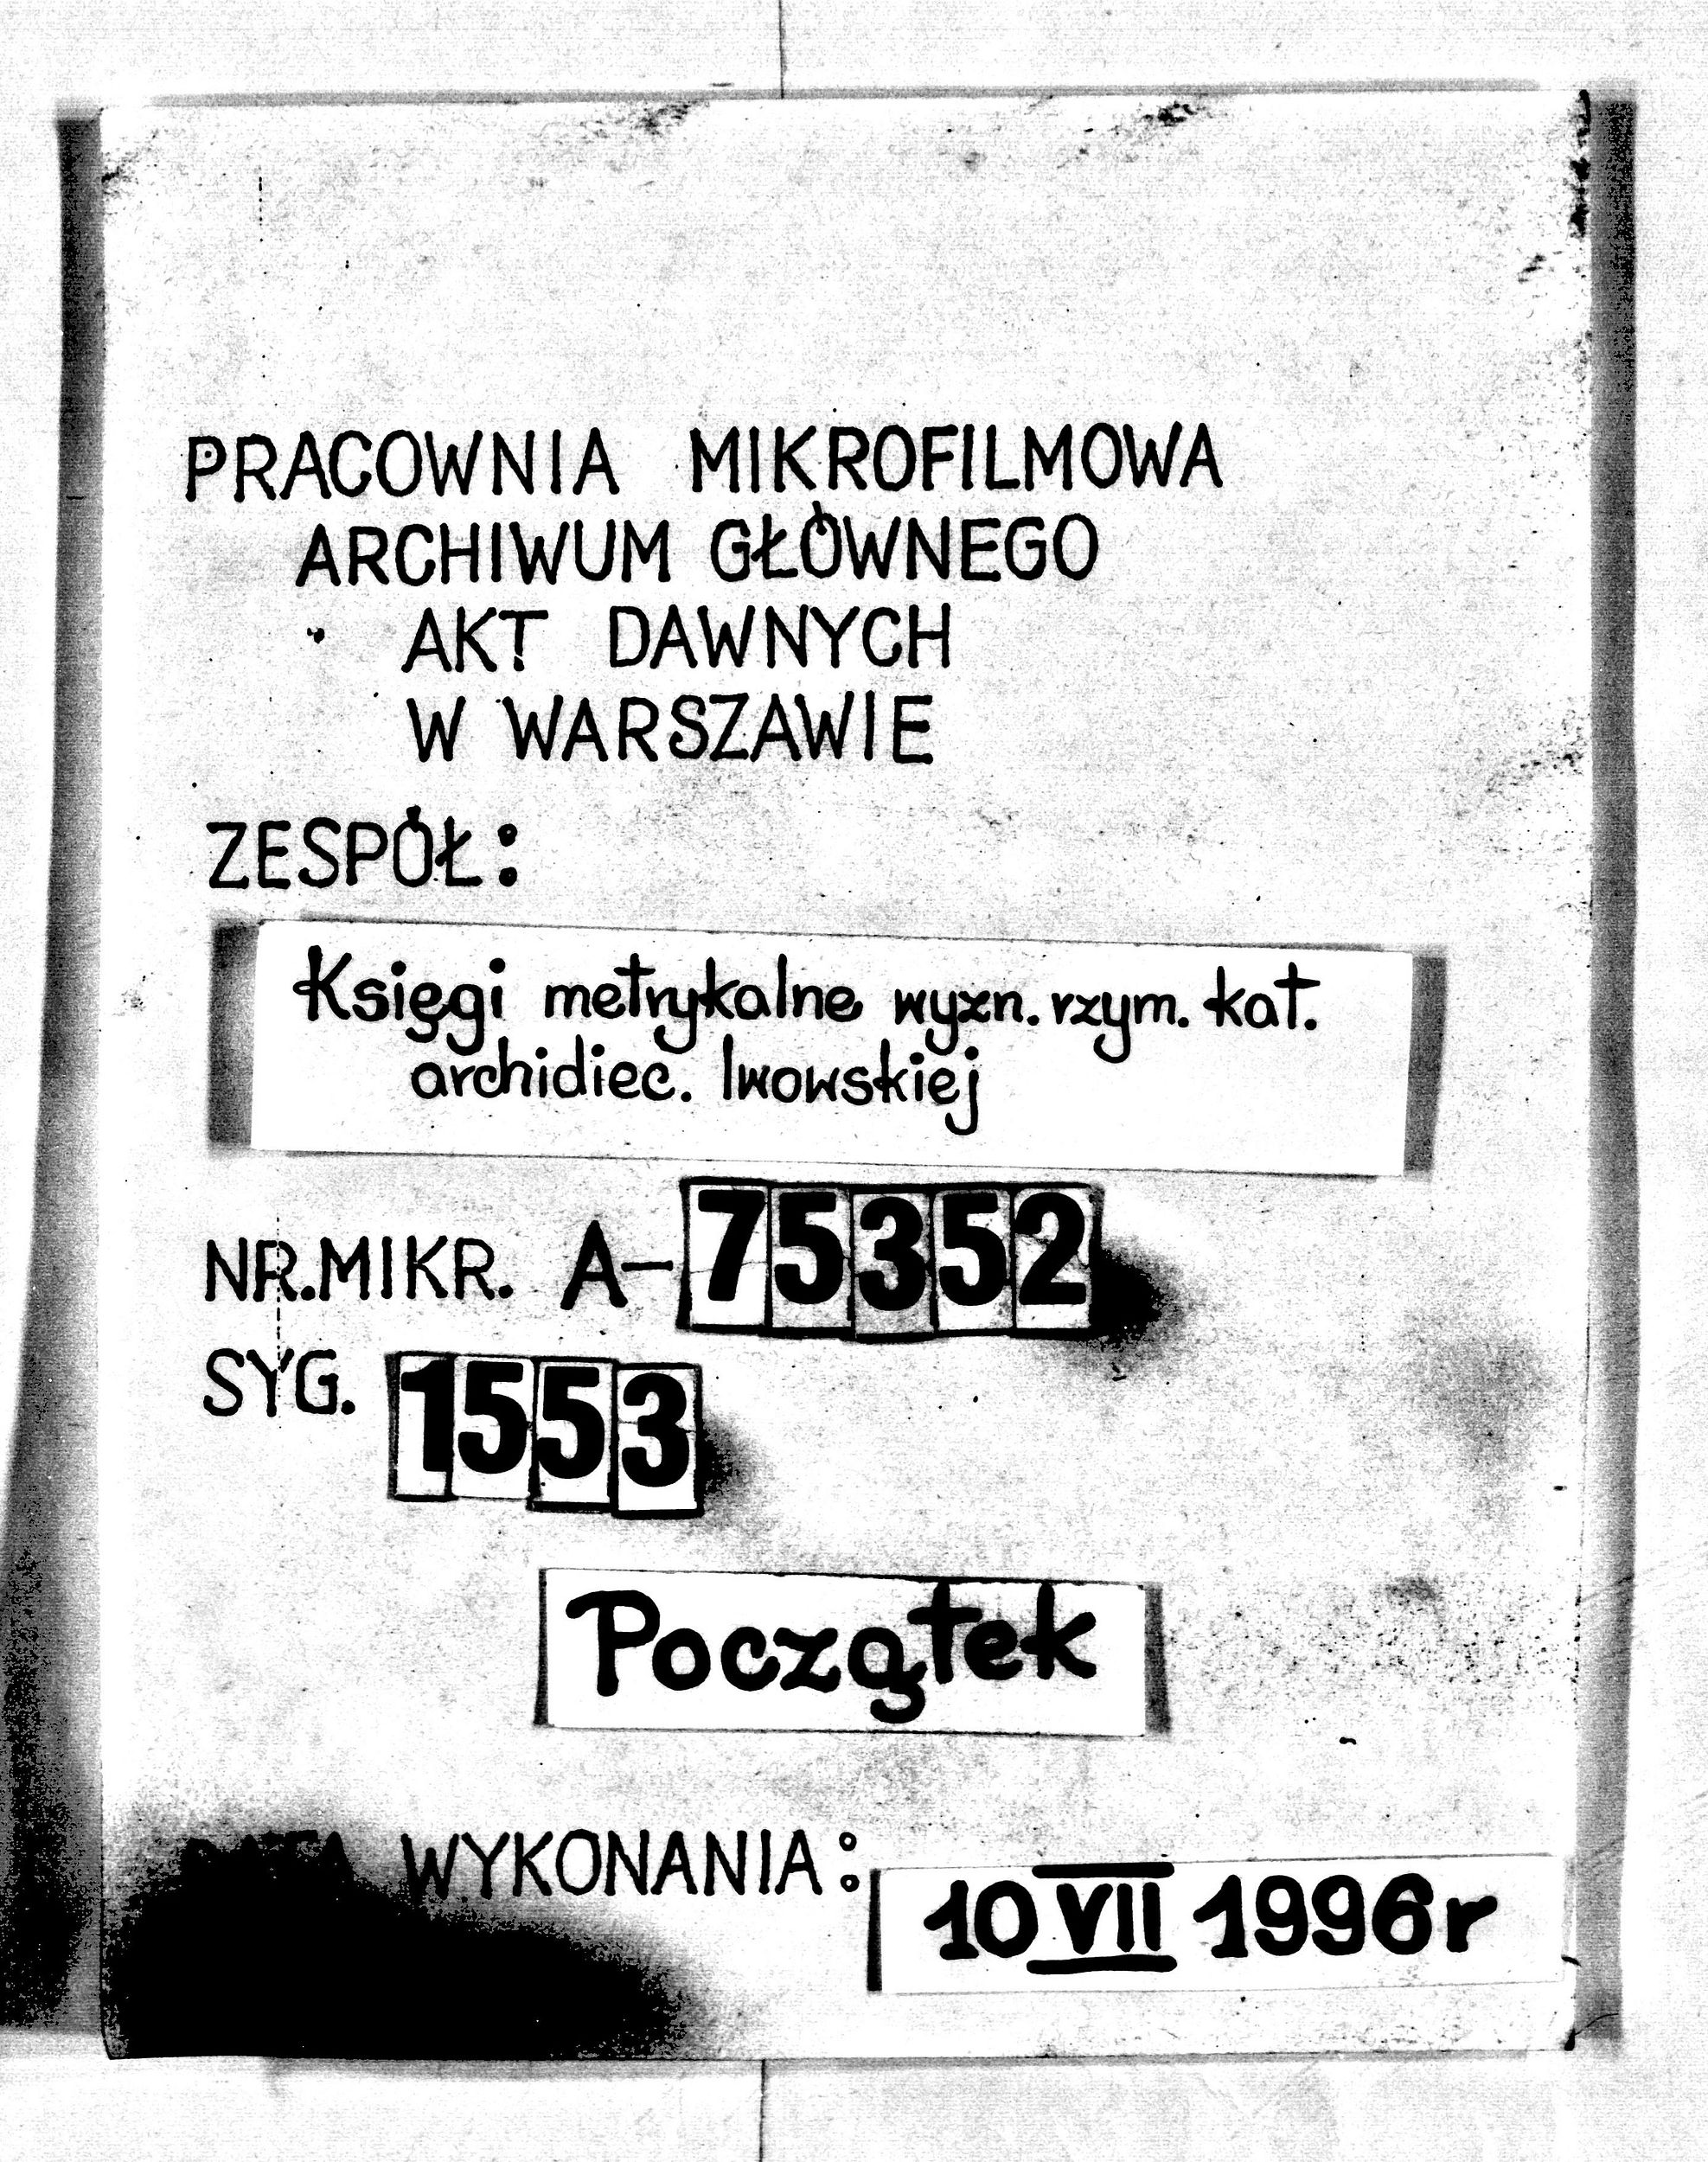 PRACOWNIA MIKROFILMOWA
ARCHIWUM GŁÓWNEGO
AKT DAWNYCH
W WARSZAWIE
ZESPÓŁ:
Księgi metrykalne wyzn. rzym. kat.
archidiec. lwowskiej
NR. MIKR. A-75352
SYG. 1553
Początek
DATA WYKONANIA: 10 VII 1996r